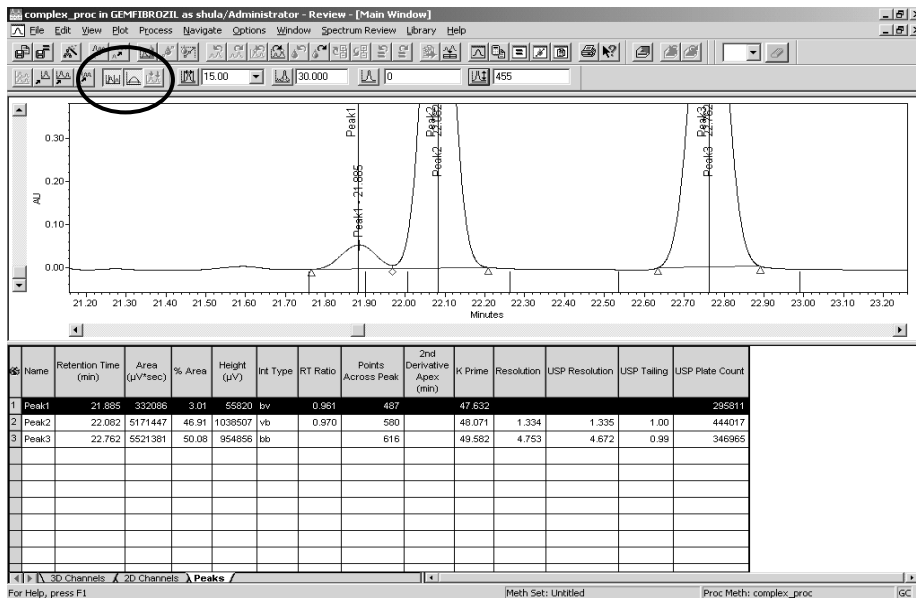 complex_proc in GEMFIBROZIL as shula/Administrator - Review - [Main Window]
File Edit View Plot Process Navigate Options Window Spectrum Review Library Help
15.00 30.000 0 455
AU
0.30
0.20
0.10
0.00
Peak1
Peak1 - 21.885
Peak2
Peak2 - 22.082
Peak3
Peak3 - 22.762
21.20 21.30 21.40 21.50 21.60 21.70 21.80 21.90 22.00 22.10 22.20 22.30 22.40 22.50 22.60 22.70 22.80 22.90 23.00 23.10 23.20
Minutes
Name Retention Time (min) Area (µV*sec) % Area Height (µV) Int Type RT Ratio Points Across Peak 2nd Derivative Apex (min) K Prime Resolution USP Resolution USP Tailing USP Plate Count
1 Peak1 21.885 332086 3.01 55820 bv 0.961 487 47.632 295811
2 Peak2 22.082 5171447 46.91 1038507 vb 0.970 580 48.071 1.334 1.335 1.00 444017
3 Peak3 22.762 5521381 50.08 954856 bb 616 49.582 4.753 4.672 0.99 346965
3D Channels 2D Channels Peaks
For Help, press F1 Meth Set: Untitled Proc Meth: complex_proc GC